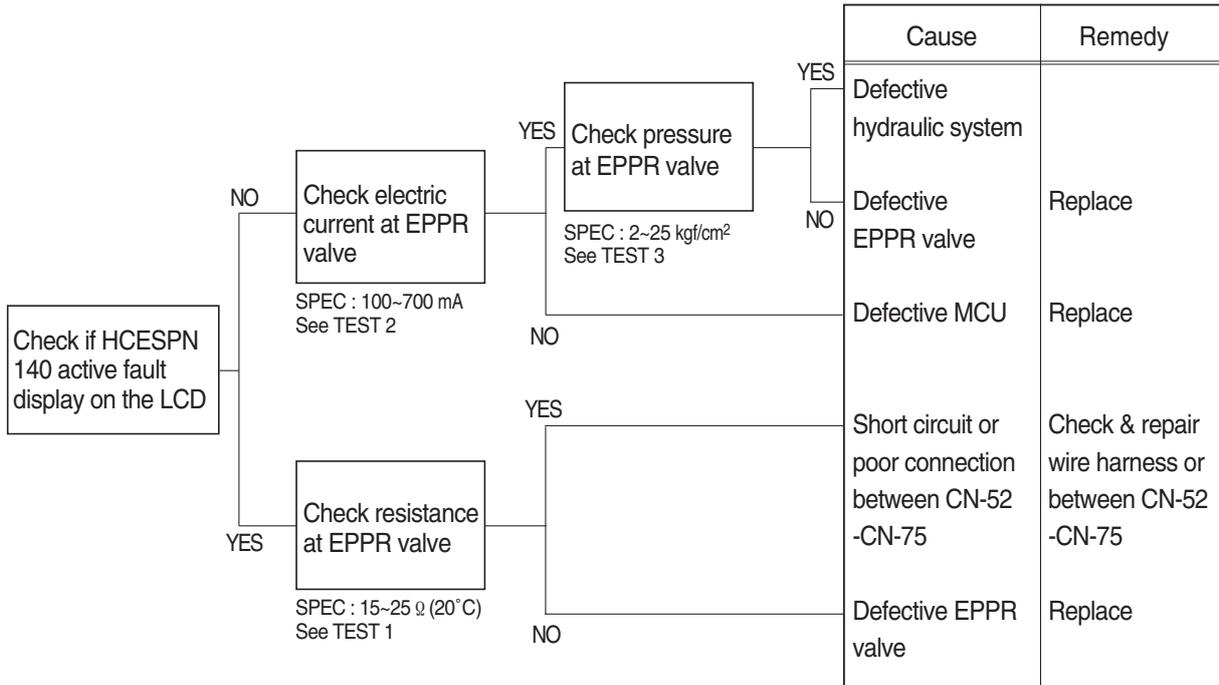 Check if HCESPN
140 active fault
display on the LCD
NO
YES
Check electric
current at EPPR
valve
SPEC : 100~700 mA
See TEST 2
Check resistance
at EPPR valve
SPEC : 15~25 Ω (20˚C)
See TEST 1
YES
NO
Check pressure
at EPPR valve
SPEC : 2~25 kgf/cm²
See TEST 3
YES
NO
YES
NO
Cause Remedy
Defective
hydraulic system
Defective Replace
EPPR valve
Defective MCU Replace
Short circuit or Check & repair
poor connection wire harness or
between CN-52 between CN-52
-CN-75 -CN-75
Defective EPPR Replace
valve